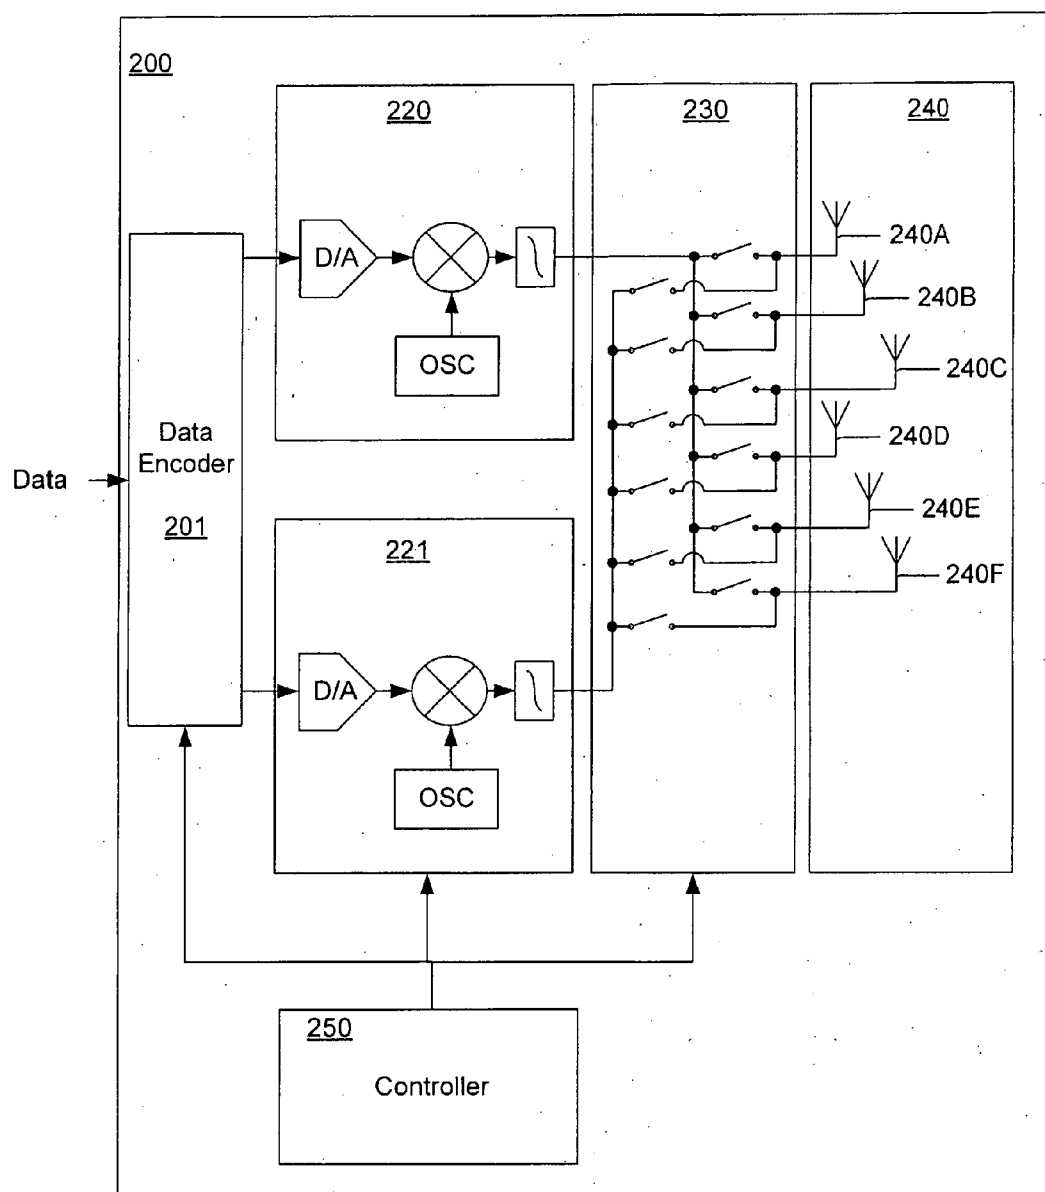 200
220
230
240
D/A
OSC
240A
240B
240C
240D
240E
240F
Data
Data
Encoder
201
221
D/A
OSC
250
Controller